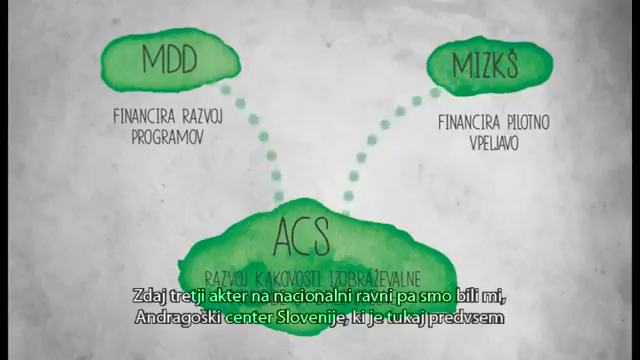 MDD
MIZKŠ
FINANCIRA RAZVOJ
PROGRAMOV
FINANCIRA PILOTNO
VPELJAVO
ACS
RAZVOJ KAKOVOSTI IZOBRAŽEVALNE
Zdaj tretji akter na nacionalni ravni pa smo bili mi,
Andragoški center Slovenije, ki je tukaj predvsem